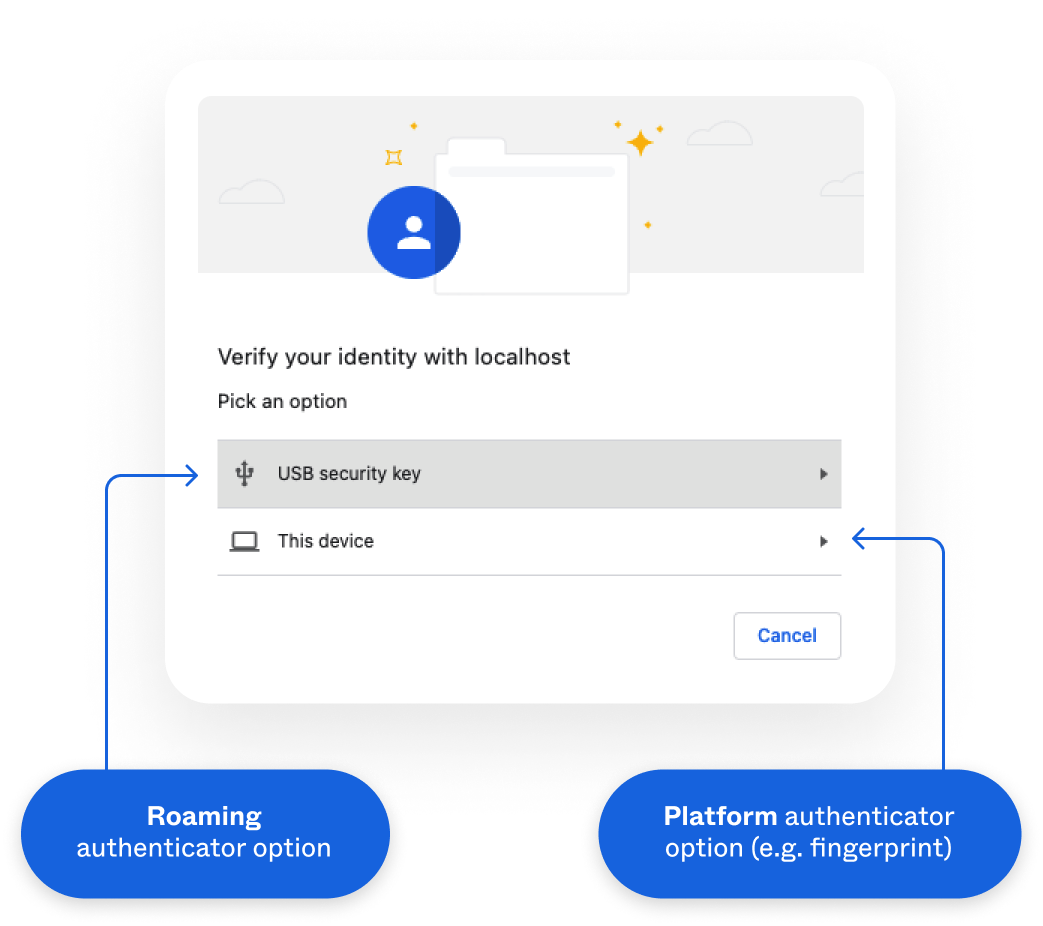 Verify your identity with localhost
Pick an option
USB security key
This device
Cancel
Roaming
authenticator option
Platform authenticator
option (e.g. fingerprint)